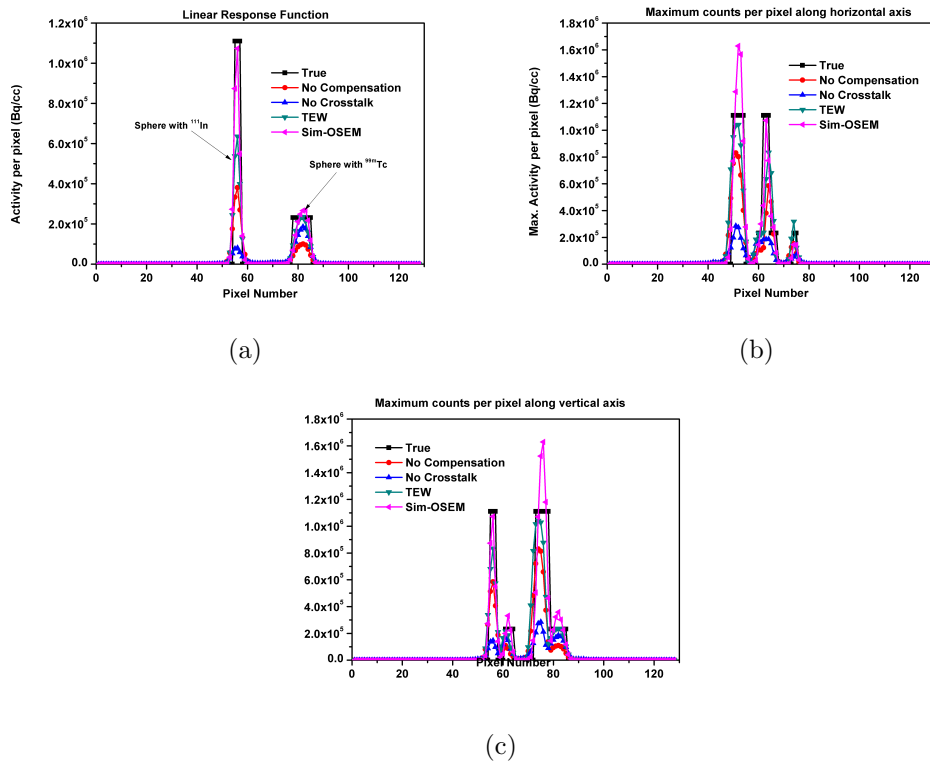 Linear Response Function
1.2x10⁶
1.0x10⁶
8.0x10⁵
6.0x10⁵
4.0x10⁵
2.0x10⁵
0.0
Activity per pixel (Bq/cc)
True
No Compensation
No Crosstalk
TEW
Sim-OSEM
Sphere with ¹¹¹In
Sphere with ⁹⁹ᵐTc
0 20 40 60 80 100 120
Pixel Number
(a)
Maximum counts per pixel along horizontal axis
1.8x10⁶
1.6x10⁶
1.4x10⁶
1.2x10⁶
1.0x10⁶
8.0x10⁵
6.0x10⁵
4.0x10⁵
2.0x10⁵
0.0
Max. Activity per pixel (Bq/cc)
True
No Compensation
No Crosstalk
TEW
Sim-OSEM
0 20 40 60 80 100 120
Pixel Number
(b)
Maximum counts per pixel along vertical axis
1.8x10⁶
1.6x10⁶
1.4x10⁶
1.2x10⁶
1.0x10⁶
8.0x10⁵
6.0x10⁵
4.0x10⁵
2.0x10⁵
0.0
True
No Compensation
No Crosstalk
TEW
Sim-OSEM
Pixel Number
0 20 40 60 80 100 120
(c)